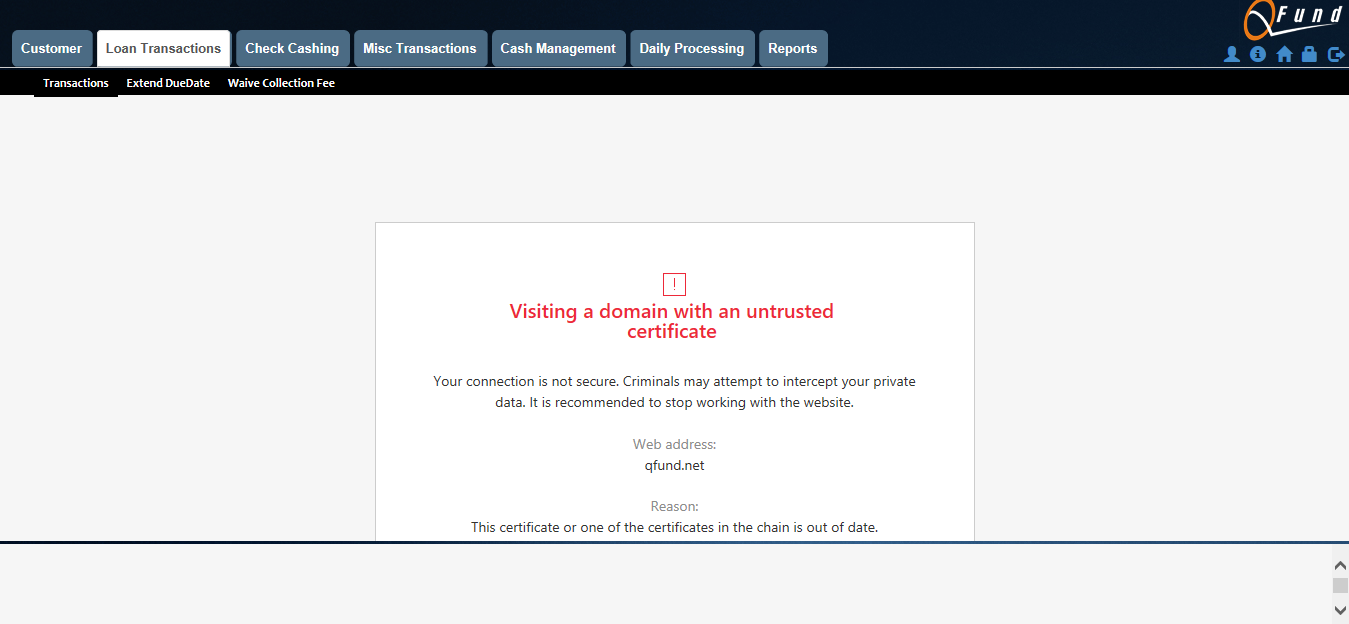 QFund
Customer
Loan Transactions
Check Cashing
Misc Transactions
Cash Management
Daily Processing
Reports
Transactions
Extend DueDate
Waive Collection Fee
!
Visiting a domain with an untrusted
certificate
Your connection is not secure. Criminals may attempt to intercept your private
data. It is recommended to stop working with the website.
Web address:
qfund.net
Reason:
This certificate or one of the certificates in the chain is out of date.